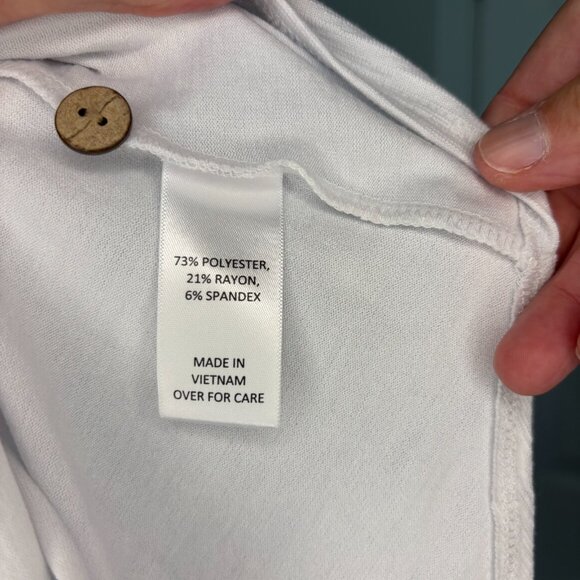 73% POLYESTER,
21% RAYON,
6% SPANDEX
MADE IN
VIETNAM
OVER FOR CARE